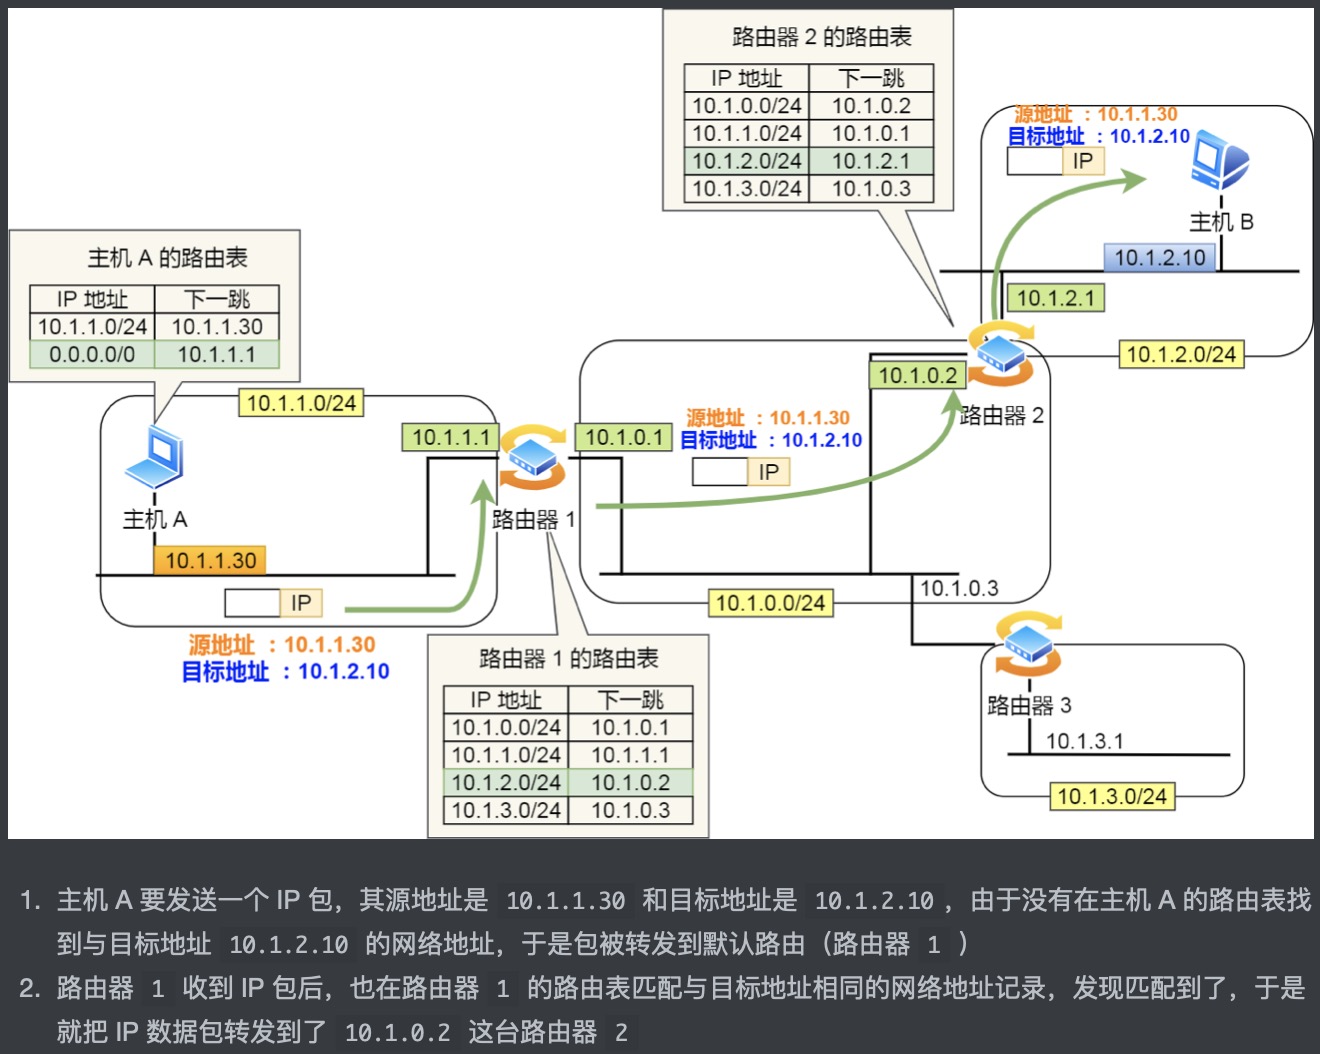 路由器 2 的路由表
IP 地址 下一跳
10.1.0.0/24 10.1.0.2
10.1.1.0/24 10.1.0.1
10.1.2.0/24 10.1.2.1
10.1.3.0/24 10.1.0.3
源地址 ：10.1.1.30
目标地址 ：10.1.2.10
IP
主机 B
10.1.2.10
10.1.2.1
10.1.2.0/24
主机 A 的路由表
IP 地址 下一跳
10.1.1.0/24 10.1.1.30
0.0.0.0/0 10.1.1.1
10.1.1.0/24
主机 A
10.1.1.30
IP
源地址 ：10.1.1.30
目标地址 ：10.1.2.10
10.1.1.1
路由器 1
10.1.0.1
源地址 ：10.1.1.30
目标地址 ：10.1.2.10
IP
10.1.0.2
路由器 2
10.1.0.0/24
10.1.0.3
路由器 3
10.1.3.1
10.1.3.0/24
路由器 1 的路由表
IP 地址 下一跳
10.1.0.0/24 10.1.0.1
10.1.1.0/24 10.1.1.1
10.1.2.0/24 10.1.0.2
10.1.3.0/24 10.1.0.3
1. 主机 A 要发送一个 IP 包，其源地址是 10.1.1.30 和目标地址是 10.1.2.10 ，由于没有在主机 A 的路由表找
到与目标地址 10.1.2.10 的网络地址，于是包被转发到默认路由（路由器 1 ）
2. 路由器 1 收到 IP 包后，也在路由器 1 的路由表匹配与目标地址相同的网络地址记录，发现匹配到了，于是
就把 IP 数据包转发到了 10.1.0.2 这台路由器 2